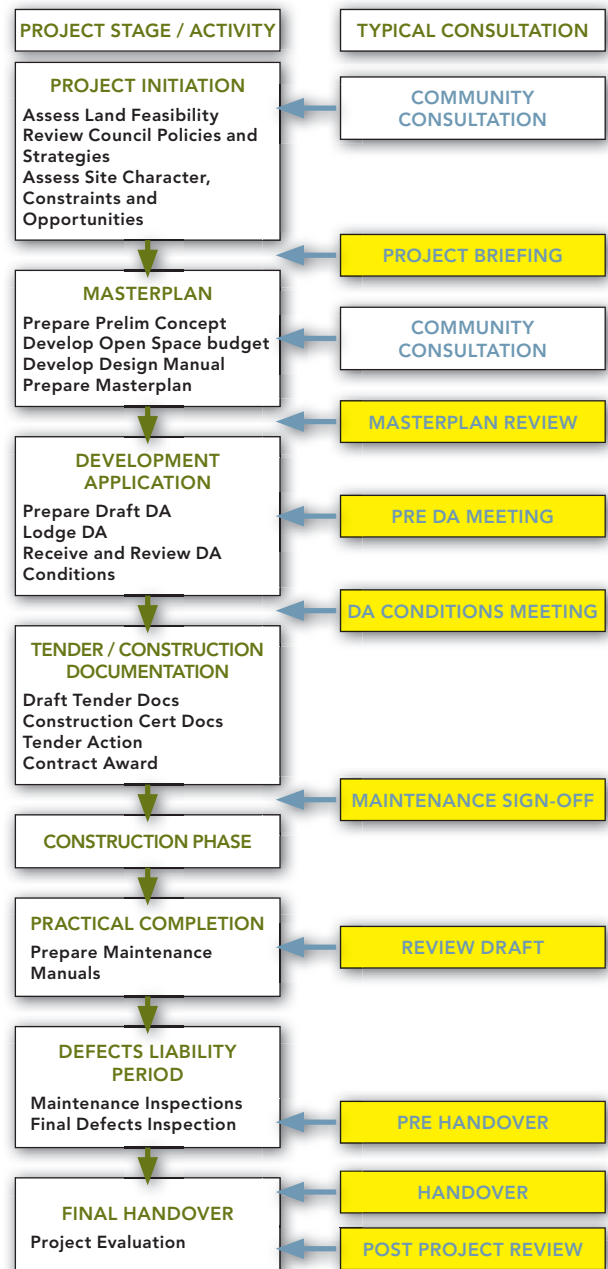 PROJECT STAGE / ACTIVITY
TYPICAL CONSULTATION
PROJECT INITIATION
Assess Land Feasibility
Review Council Policies and
Strategies
Assess Site Character,
Constraints and
Opportunities
COMMUNITY
CONSULTATION
PROJECT BRIEFING
MASTERPLAN
Prepare Prelim Concept
Develop Open Space budget
Develop Design Manual
Prepare Masterplan
COMMUNITY
CONSULTATION
MASTERPLAN REVIEW
DEVELOPMENT
APPLICATION
Prepare Draft DA
Lodge DA
Receive and Review DA
Conditions
PRE DA MEETING
DA CONDITIONS MEETING
TENDER / CONSTRUCTION
DOCUMENTATION
Draft Tender Docs
Construction Cert Docs
Tender Action
Contract Award
MAINTENANCE SIGN-OFF
CONSTRUCTION PHASE
PRACTICAL COMPLETION
Prepare Maintenance
Manuals
REVIEW DRAFT
DEFECTS LIABILITY
PERIOD
Maintenance Inspections
Final Defects Inspection
PRE HANDOVER
HANDOVER
FINAL HANDOVER
Project Evaluation
POST PROJECT REVIEW